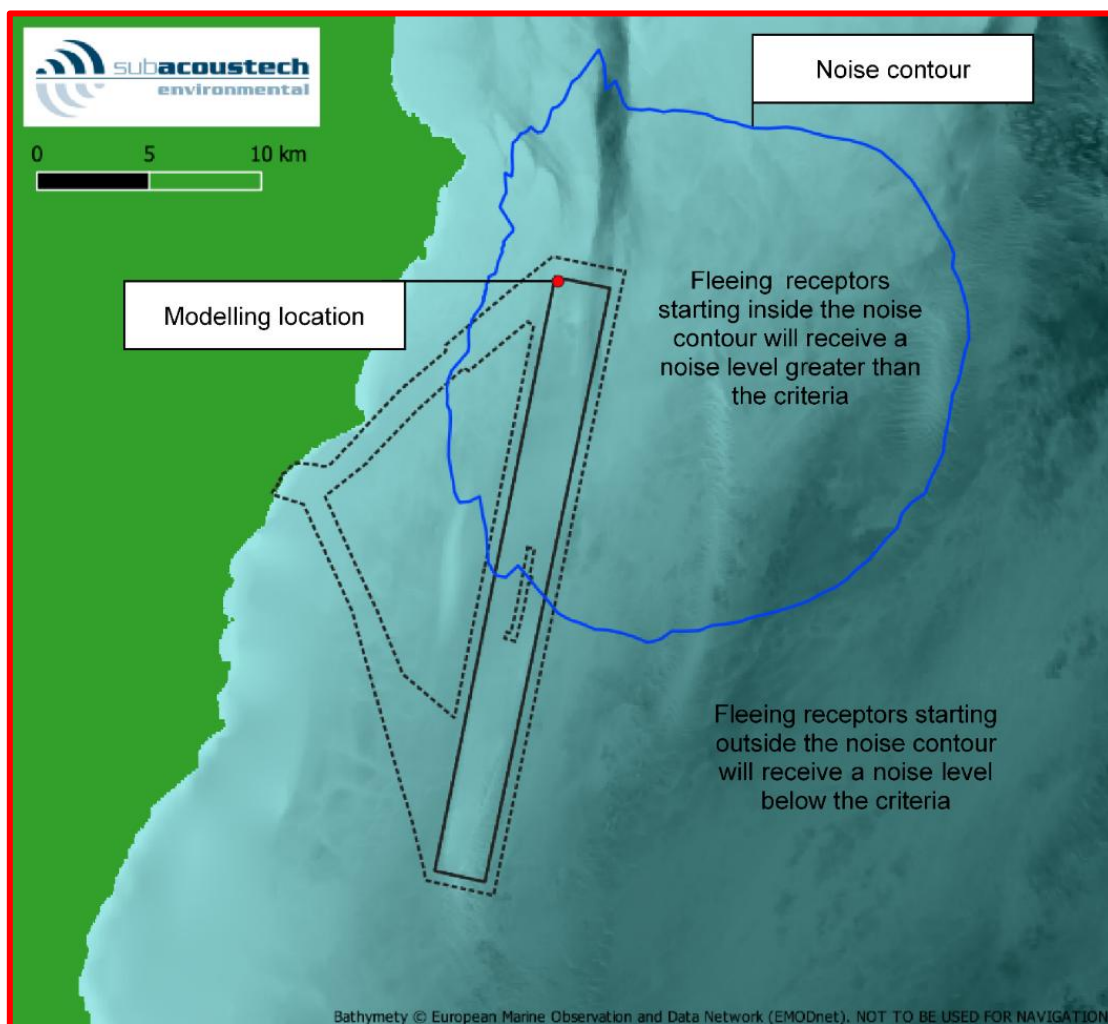 subacoustech
environmental
0 5 10 km
Noise contour
Modelling location
Fleeing receptors
starting inside the noise
contour will receive a
noise level greater than
the criteria
Fleeing receptors starting
outside the noise contour
will receive a noise level
below the criteria
Bathymety © European Marine Observation and Data Network (EMODnet). NOT TO BE USED FOR NAVIGATION